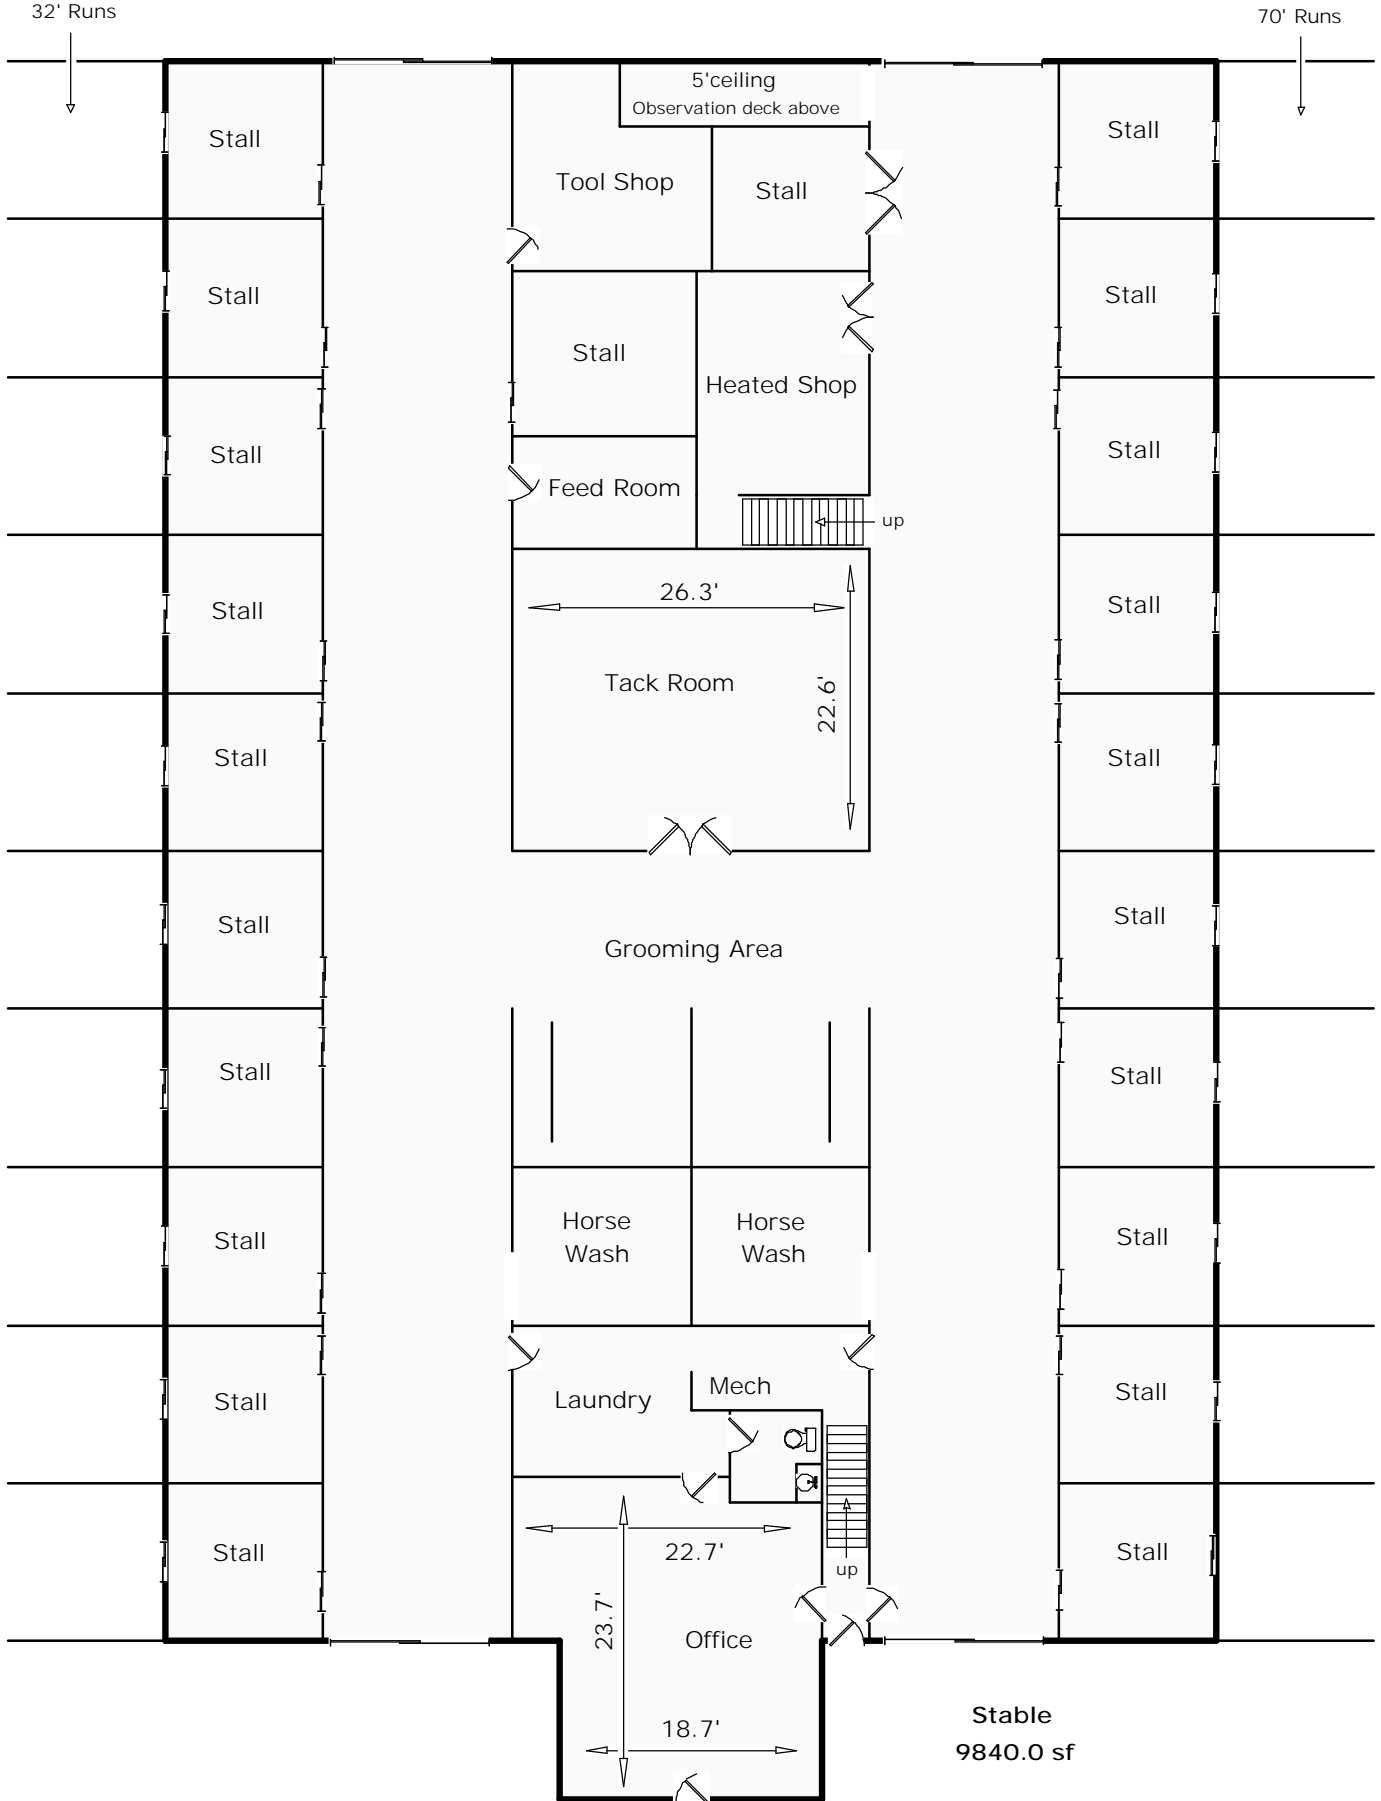 32' Runs
70' Runs
5'ceiling
Observation deck above
Stall
Stall
Tool Shop
Stall
Stall
Stall
Stall
Heated Shop
Stall
Stall
Feed Room
up
26.3'
Stall
Stall
Tack Room
22.6'
Stall
Stall
Stall
Stall
Grooming Area
Stall
Stall
Horse
Wash
Horse
Wash
Stall
Stall
Mech
Laundry
Stall
Stall
22.7'
Stall
Stall
up
23.7'
Office
18.7'
Stable
9840.0 sf